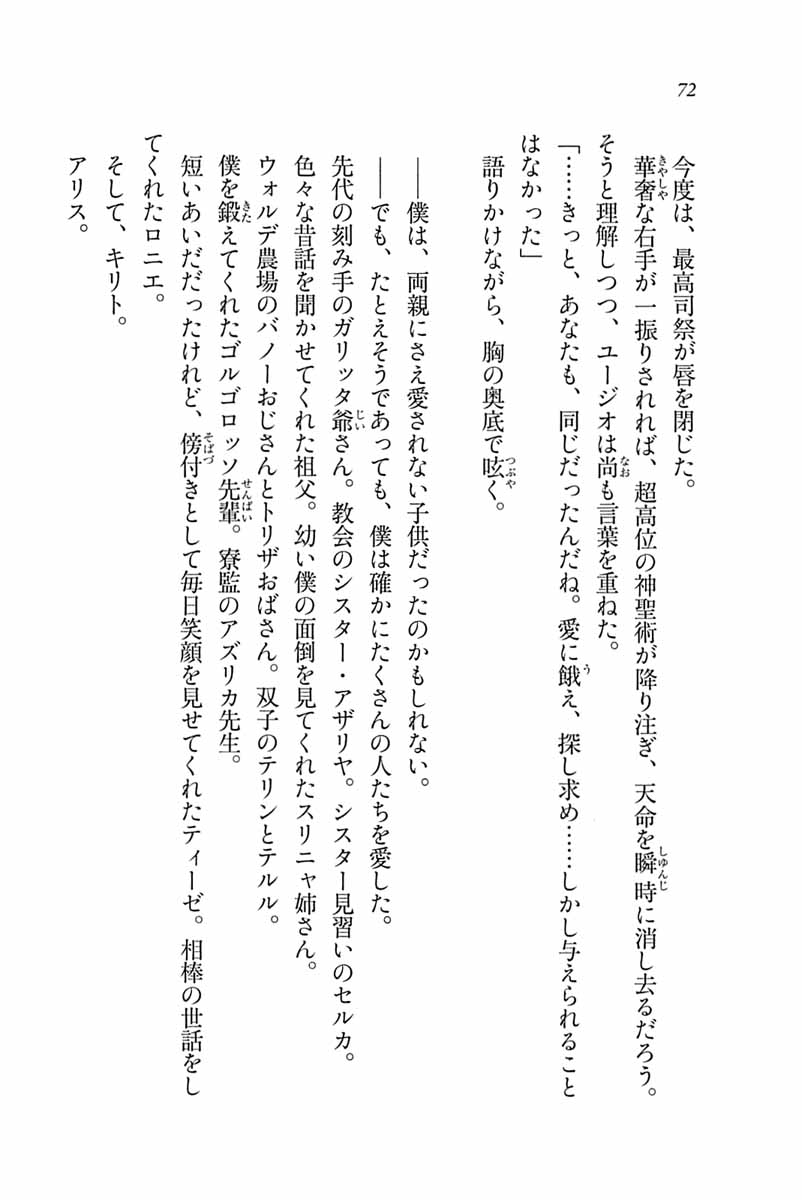 72
今度は、最高司祭が唇を閉じた。
華奢な右手が一振りされれば、超高位の神聖術が降り注ぎ、天命を瞬時に消し去るだろう。
そうと理解しつつ、ユージオは尚も言葉を重ねた。
「……きっと、あなたも、同じだったんだね。愛に餓え、探し求め……しかし与えられること
はなかった」
語りかけながら、胸の奥底で呟く。
――僕は、両親にさえ愛されない子供だったのかもしれない。
――でも、たとえそうであっても、僕は確かにたくさんの人たちを愛した。
先代の刻み手のガリッタ爺さん。教会のシスター・アザリヤ。シスター見習いのセルカ。
色々な昔話を聞かせてくれた祖父。幼い僕の面倒を見てくれたスリニャ姉さん。
ウォルデ農場のバノーおじさんとトリザおばさん。双子のテリンとテルル。
僕を鍛えてくれたゴルゴロッソ先輩。寮監のアズリカ先生。
短いあいだだったけれど、傍付きとして毎日笑顔を見せてくれたティーゼ。相棒の世話をし
てくれたロニエ。
そして、キリト。
アリス。